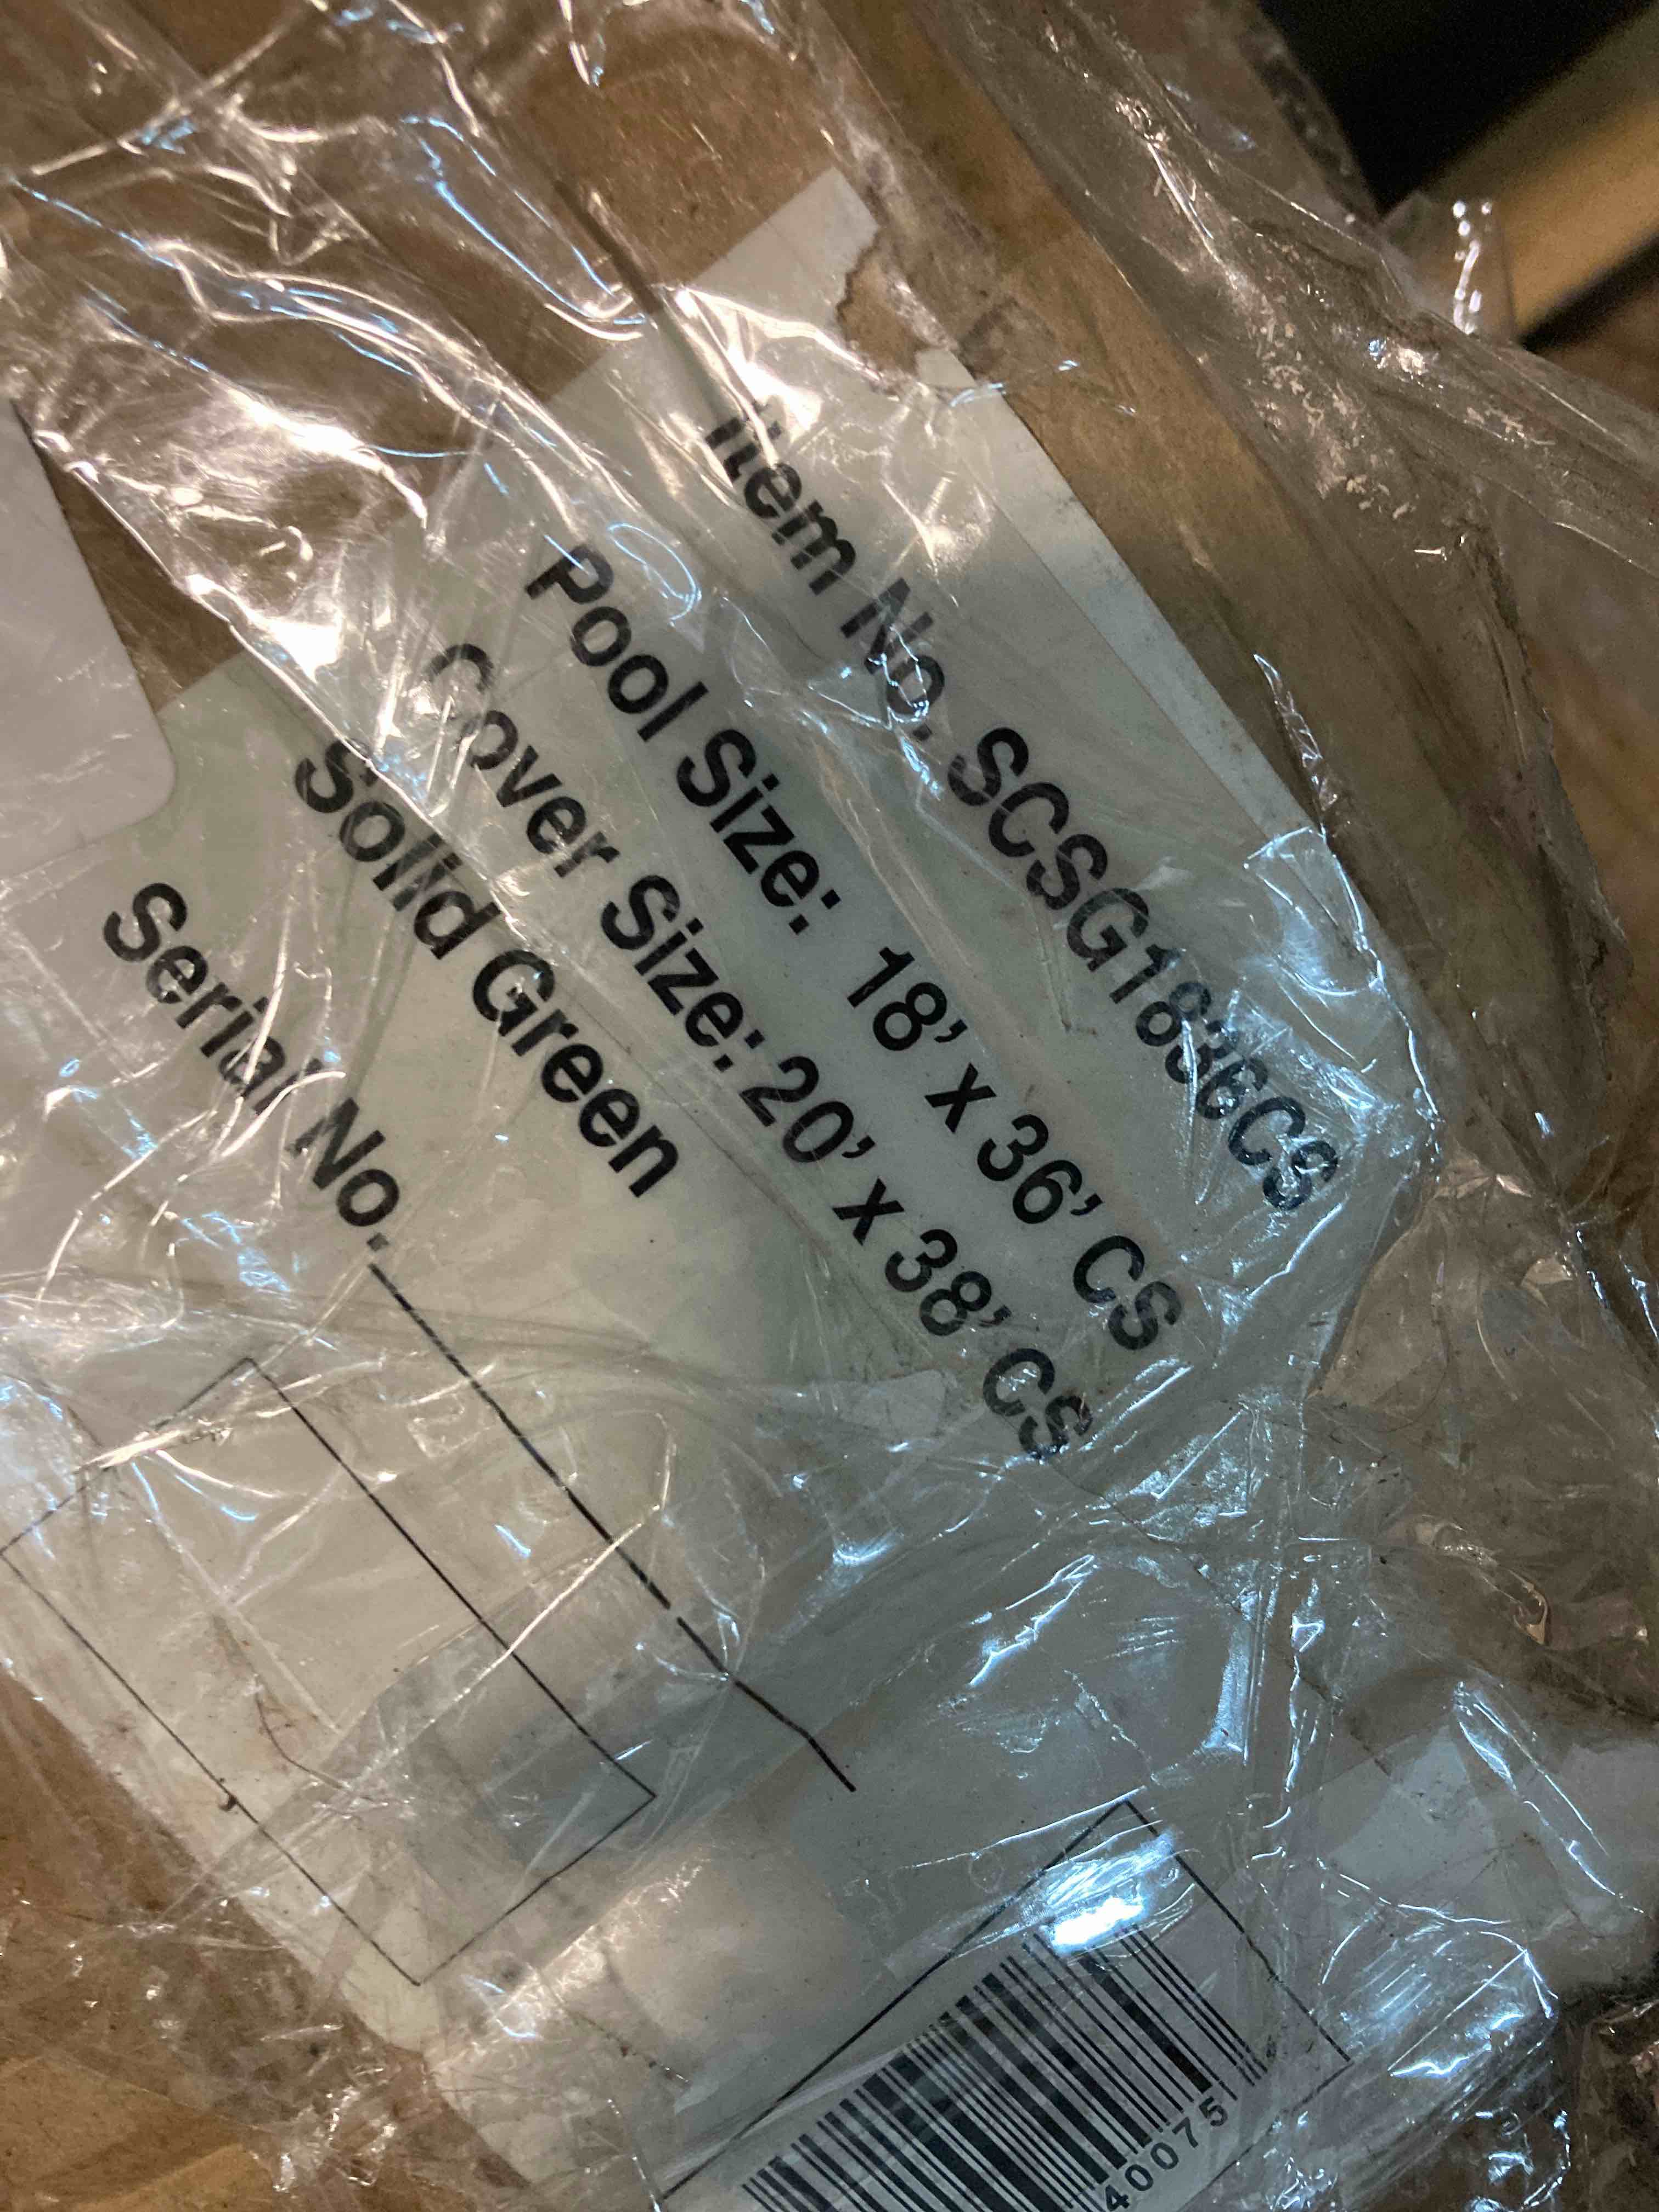 Item No. SCSG1836CS
Pool Size: 18' x 36' CS
Cover Size: 20' x 38' CS
Solid Green
Serial No.
40075